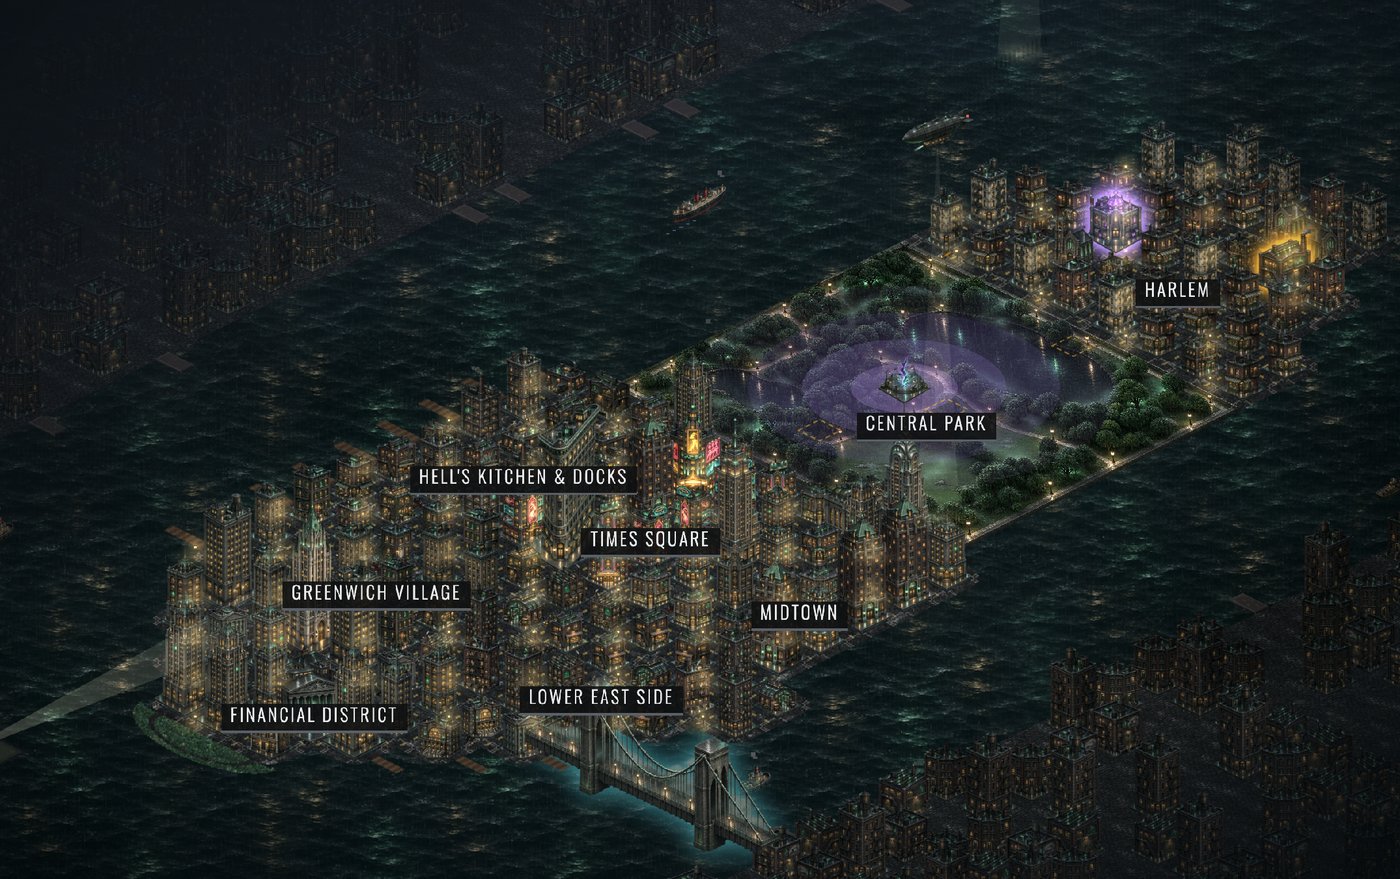 HARLEM
CENTRAL PARK
HELL'S KITCHEN & DOCKS
TIMES SQUARE
GREENWICH VILLAGE
MIDTOWN
LOWER EAST SIDE
FINANCIAL DISTRICT